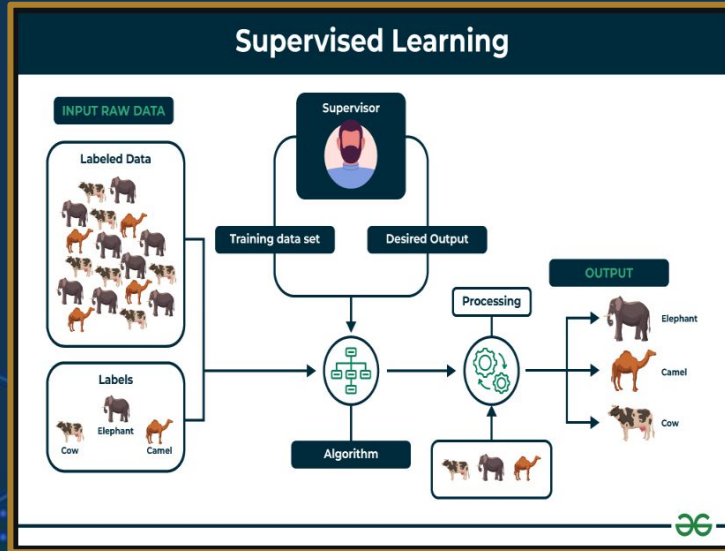 Supervised Learning
INPUT RAW DATA
Labeled Data
Supervisor
Training data set
Desired Output
Labels
Cow
Elephant
Camel
Algorithm
Processing
OUTPUT
Elephant
Camel
Cow